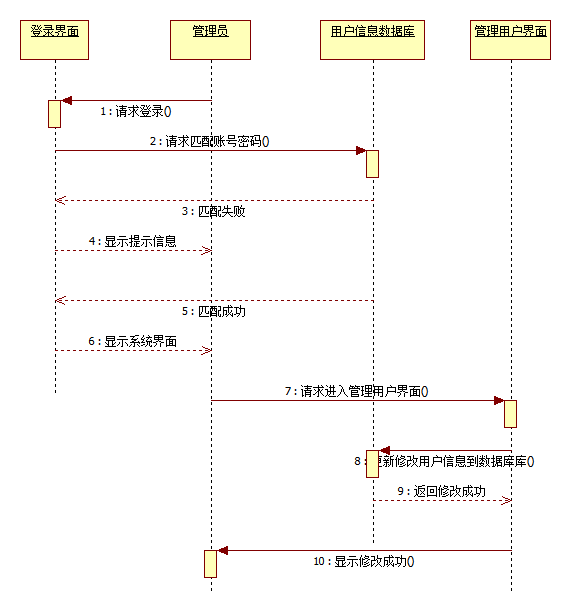 登录界面
管理员
用户信息数据库
管理用户界面
1 : 请求登录()
2 : 请求匹配账号密码()
3 : 匹配失败
4 : 显示提示信息
5 : 匹配成功
6 : 显示系统界面
7 : 请求进入管理用户界面()
8 : 更新修改用户信息到数据库库()
9 : 返回修改成功
10 : 显示修改成功()